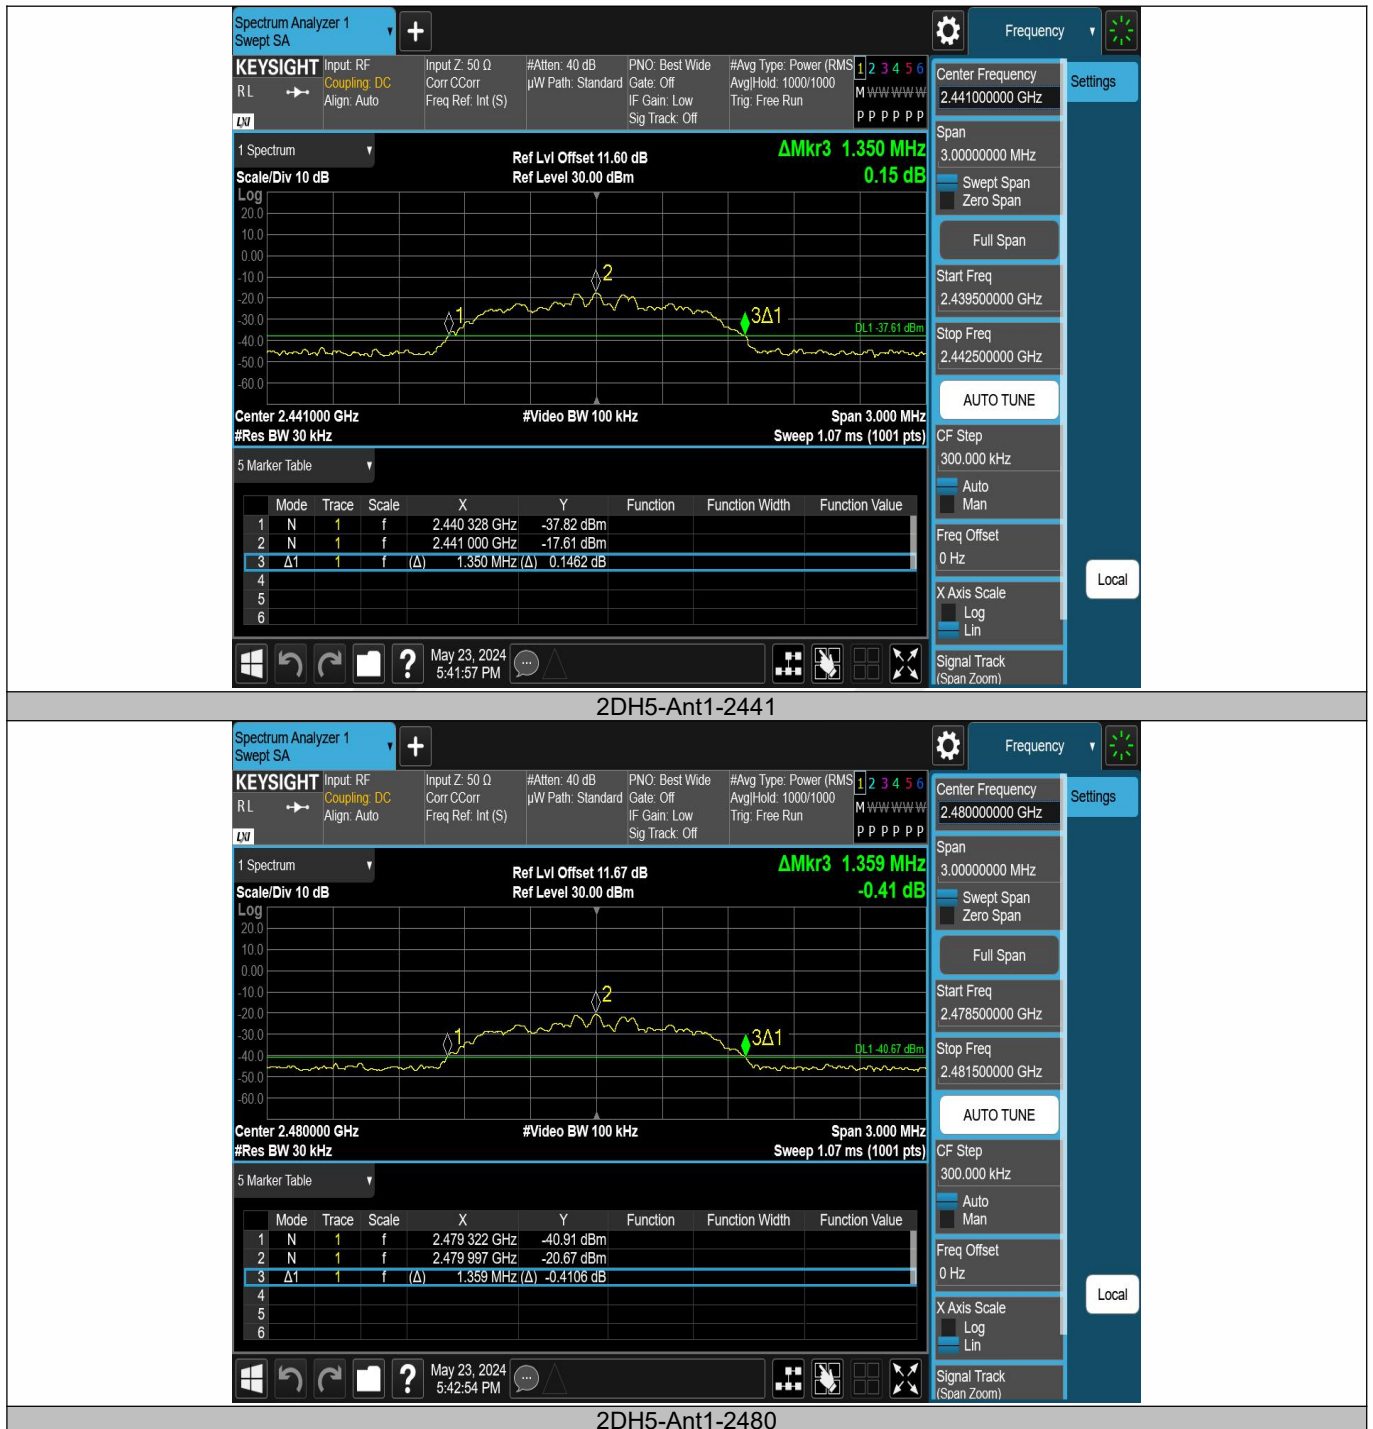 Spectrum Analyzer 1
Swept SA
+
Frequency
KEYSIGHT
RL
LXI
Input: RF
Coupling: DC
Align: Auto
Input Z: 50 Ω
Corr CCorr
Freq Ref: Int (S)
#Atten: 40 dB
µW Path: Standard
PNO: Best Wide
Gate: Off
IF Gain: Low
Sig Track: Off
#Avg Type: Power (RMS
Avg|Hold: 1000/1000
Trig: Free Run
1 2 3 4 5 6
M W W W W W
P P P P P P
1 Spectrum
Scale/Div 10 dB
Ref Lvl Offset 11.60 dB
Ref Level 30.00 dBm
ΔMkr3 1.350 MHz
0.15 dB
Log
20.0
10.0
0.00
-10.0
-20.0
-30.0
-40.0
-50.0
-60.0
1
2
3Δ1
DL1 -37.61 dBm
Center 2.441000 GHz
#Video BW 100 kHz
Span 3.000 MHz
#Res BW 30 kHz
Sweep 1.07 ms (1001 pts)
5 Marker Table
Mode Trace Scale X Y Function Function Width Function Value
1 N 1 f 2.440 328 GHz -37.82 dBm
2 N 1 f 2.441 000 GHz -17.61 dBm
3 Δ1 1 f (Δ) 1.350 MHz (Δ) 0.1462 dB
4
5
6
?
May 23, 2024
5:41:57 PM
Center Frequency
2.441000000 GHz
Settings
Span
3.00000000 MHz
Swept Span
Zero Span
Full Span
Start Freq
2.439500000 GHz
Stop Freq
2.442500000 GHz
AUTO TUNE
CF Step
300.000 kHz
Auto
Man
Freq Offset
0 Hz
Local
X Axis Scale
Log
Lin
Signal Track
(Span Zoom)
2DH5-Ant1-2441
Spectrum Analyzer 1
Swept SA
+
Frequency
KEYSIGHT
RL
LXI
Input: RF
Coupling: DC
Align: Auto
Input Z: 50 Ω
Corr CCorr
Freq Ref: Int (S)
#Atten: 40 dB
µW Path: Standard
PNO: Best Wide
Gate: Off
IF Gain: Low
Sig Track: Off
#Avg Type: Power (RMS
Avg|Hold: 1000/1000
Trig: Free Run
1 2 3 4 5 6
M W W W W W
P P P P P P
1 Spectrum
Scale/Div 10 dB
Ref Lvl Offset 11.67 dB
Ref Level 30.00 dBm
ΔMkr3 1.359 MHz
-0.41 dB
Log
20.0
10.0
0.00
-10.0
-20.0
-30.0
-40.0
-50.0
-60.0
1
2
3Δ1
DL1 -40.67 dBm
Center 2.480000 GHz
#Video BW 100 kHz
Span 3.000 MHz
#Res BW 30 kHz
Sweep 1.07 ms (1001 pts)
5 Marker Table
Mode Trace Scale X Y Function Function Width Function Value
1 N 1 f 2.479 322 GHz -40.91 dBm
2 N 1 f 2.479 997 GHz -20.67 dBm
3 Δ1 1 f (Δ) 1.359 MHz (Δ) -0.4106 dB
4
5
6
?
May 23, 2024
5:42:54 PM
Center Frequency
2.480000000 GHz
Settings
Span
3.00000000 MHz
Swept Span
Zero Span
Full Span
Start Freq
2.478500000 GHz
Stop Freq
2.481500000 GHz
AUTO TUNE
CF Step
300.000 kHz
Auto
Man
Freq Offset
0 Hz
Local
X Axis Scale
Log
Lin
Signal Track
(Span Zoom)
2DH5-Ant1-2480